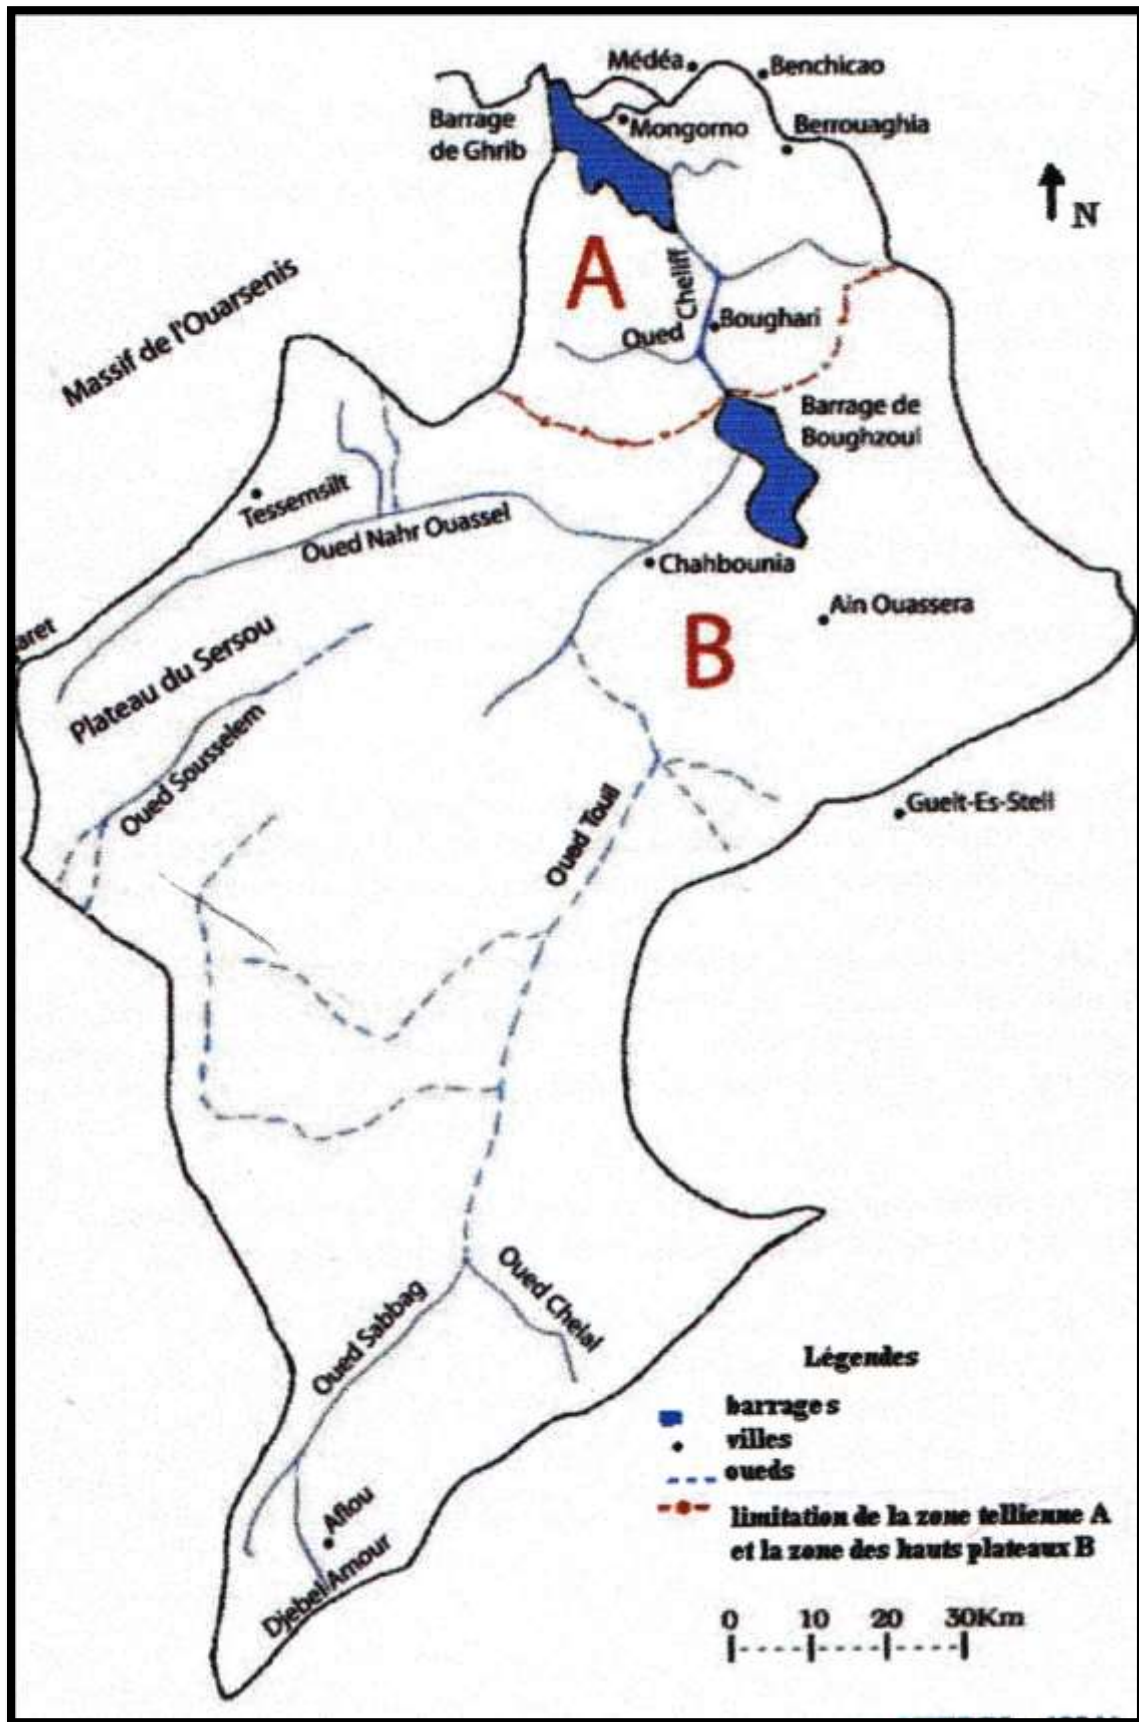 Médéa
Benchicao
Barrage
de Ghrib
Mongorno
Berrouaghia
N
A
Massif de l'Ouarsenis
Oued Cheliff
Boughari
Barrage de
Boughzoul
Tessemsilt
Oued Nahr Ouassel
Chahbounia
Ain Ouassera
B
aret
Plateau du Sersou
Oued Sousselem
Oued Touil
Guelt-Es-Stell
Oued Sabbag
Oued Chelal
Aflou
Djebel Amour
Légendes
barrages
villes
oueds
limitation de la zone tellienne A
et la zone des hauts plateaux B
0 10 20 30Km